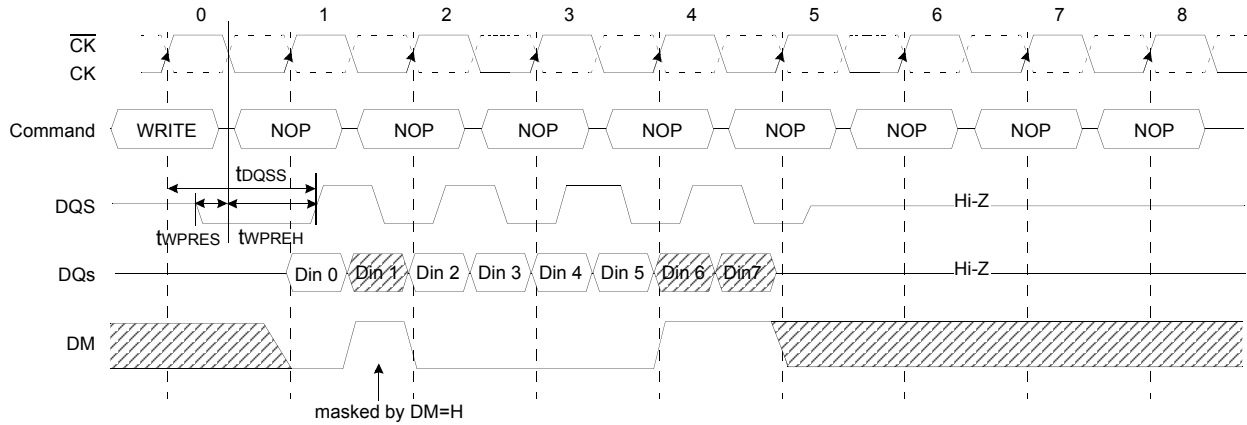 0 1 2 3 4 5 6 7 8
CK
CK
Command WRITE NOP NOP NOP NOP NOP NOP NOP NOP
tDQSS
DQS Hi-Z
tWPRES tWPREH
DQs Din 0 Din 1 Din 2 Din 3 Din 4 Din 5 Din 6 Din7 Hi-Z
DM
masked by DM=H